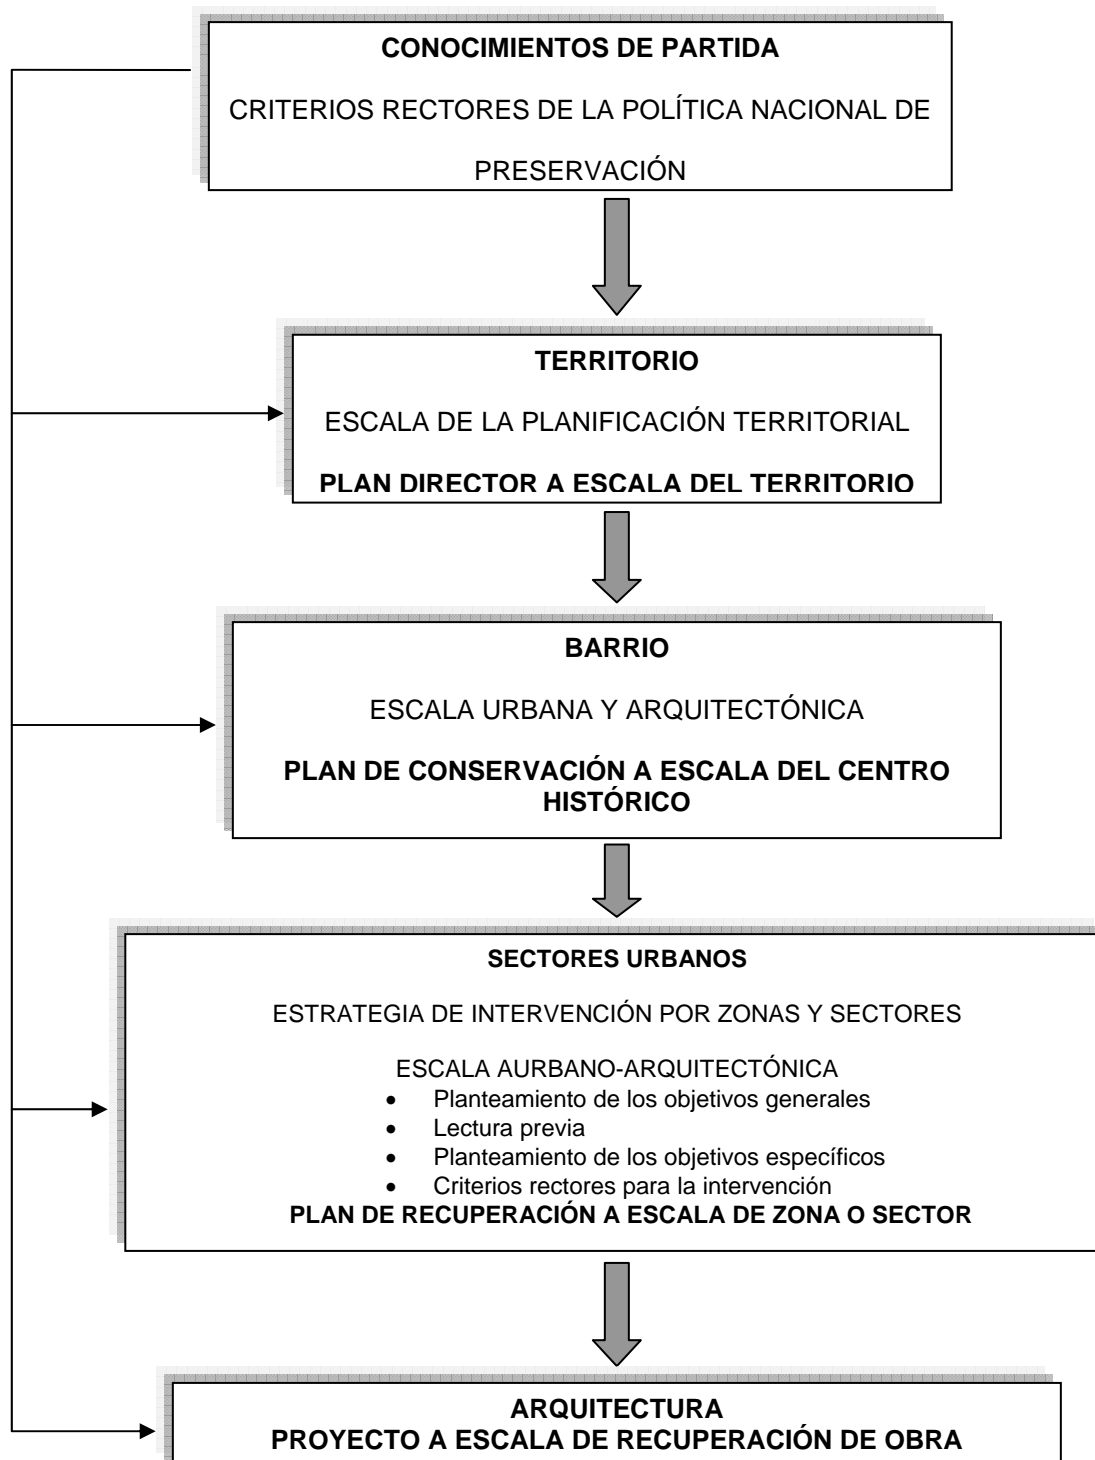 CONOCIMIENTOS DE PARTIDA
CRITERIOS RECTORES DE LA POLÍTICA NACIONAL DE
PRESERVACIÓN
TERRITORIO
ESCALA DE LA PLANIFICACIÓN TERRITORIAL
PLAN DIRECTOR A ESCALA DEL TERRITORIO
BARRIO
ESCALA URBANA Y ARQUITECTÓNICA
PLAN DE CONSERVACIÓN A ESCALA DEL CENTRO
HISTÓRICO
SECTORES URBANOS
ESTRATEGIA DE INTERVENCIÓN POR ZONAS Y SECTORES
ESCALA AURBANO-ARQUITECTÓNICA
• Planteamiento de los objetivos generales
• Lectura previa
• Planteamiento de los objetivos específicos
• Criterios rectores para la intervención
PLAN DE RECUPERACIÓN A ESCALA DE ZONA O SECTOR
ARQUITECTURA
PROYECTO A ESCALA DE RECUPERACIÓN DE OBRA